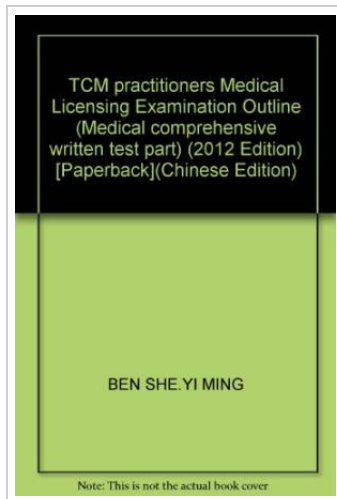 TCM practitioners Medical
Licensing Examination Outline
(Medical comprehensive
written test part) (2012 Edition)
[Paperback](Chinese Edition)
BEN SHE.YI MING
Note: This is not the actual book cover